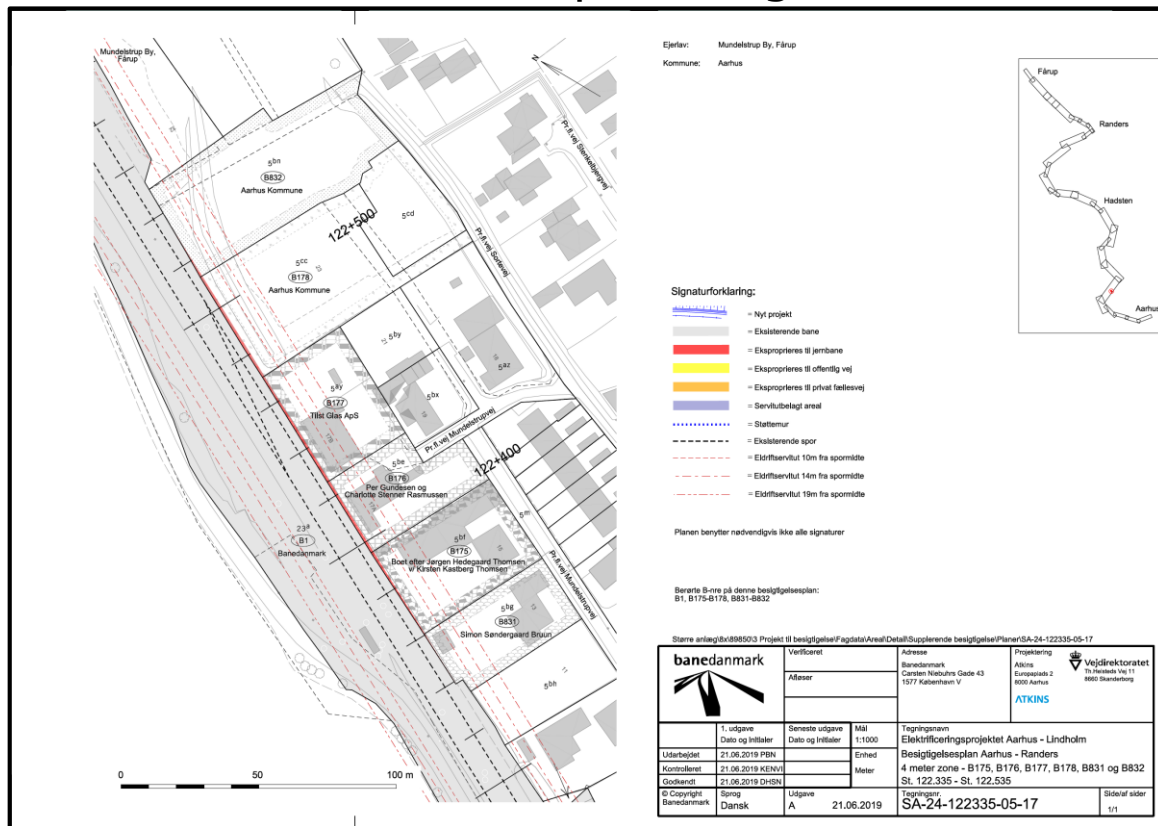 Mundelstrup By,
Fårup
5bn
B832
Aarhus Kommune
122+500
5cd
5cc
23
B178
Aarhus Kommune
Pr.fl.vej Sortevej
Pr.fl.vej Stenkelbjergvej
N
5by
5az
5bx
5ay
B177
Tilst Glas ApS
Pr.fl.vej Mundelstrupvej
122+400
5be
B176
Per Gundesen og
Charlotte Stenner Rasmussen
5bf
B175
Boet efter Jørgen Hedegaard Thomsen
v/ Kirsten Kastberg Thomsen
Pr.fl.vej Mundelstrupvej
23a
B1
Banedanmark
5bg
B831
Simon Søndergaard Bruun
5bh
11
0 50 100 m
Ejerlav: Mundelstrup By, Fårup
Kommune: Aarhus
Fårup
Randers
Hadsten
Aarhus
Signaturforklaring:
= Nyt projekt
= Eksisterende bane
= Eksproprieres til jernbane
= Eksproprieres til offentlig vej
= Eksproprieres til privat fællesvej
= Servitutbelagt areal
= Støttemur
= Eksisterende spor
= Eldriftservitut 10m fra spormidte
= Eldriftservitut 14m fra spormidte
= Eldriftservitut 19m fra spormidte
Planen benytter nødvendigvis ikke alle signaturer
Berørte B-nre på denne besigtigelsesplan:
B1, B175-B178, B831-B832
Større anlæg\8x\89850\3 Projekt til besigtigelse\Fagdata\Areal\Detail\Supplerende besigtigelse\Planer\SA-24-122335-05-17
banedanmark
Verificeret
Afløser
Adresse
Banedanmark
Carsten Niebuhrs Gade 43
1577 København V
Projektering
Atkins
Europaplads 2
8000 Aarhus
ATKINS
Vejdirektoratet
Th.Helsteds Vej 11
8660 Skanderborg
1. udgave
Dato og Initialer
Seneste udgave
Dato og Initialer
Mål
1:1000
Tegningsnavn
Elektrificeringsprojektet Aarhus - Lindholm
Udarbejdet 21.06.2019 PBN
Enhed
Besigtigelsesplan Aarhus - Randers
Kontrolleret 21.06.2019 KENVI
Meter
4 meter zone - B175, B176, B177, B178, B831 og B832
Godkendt 21.06.2019 DHSN
St. 122.335 - St. 122.535
© Copyright
Banedanmark
Sprog
Dansk
Udgave
A 21.06.2019
Tegningsnr.
SA-24-122335-05-17
Side/af sider
1/1